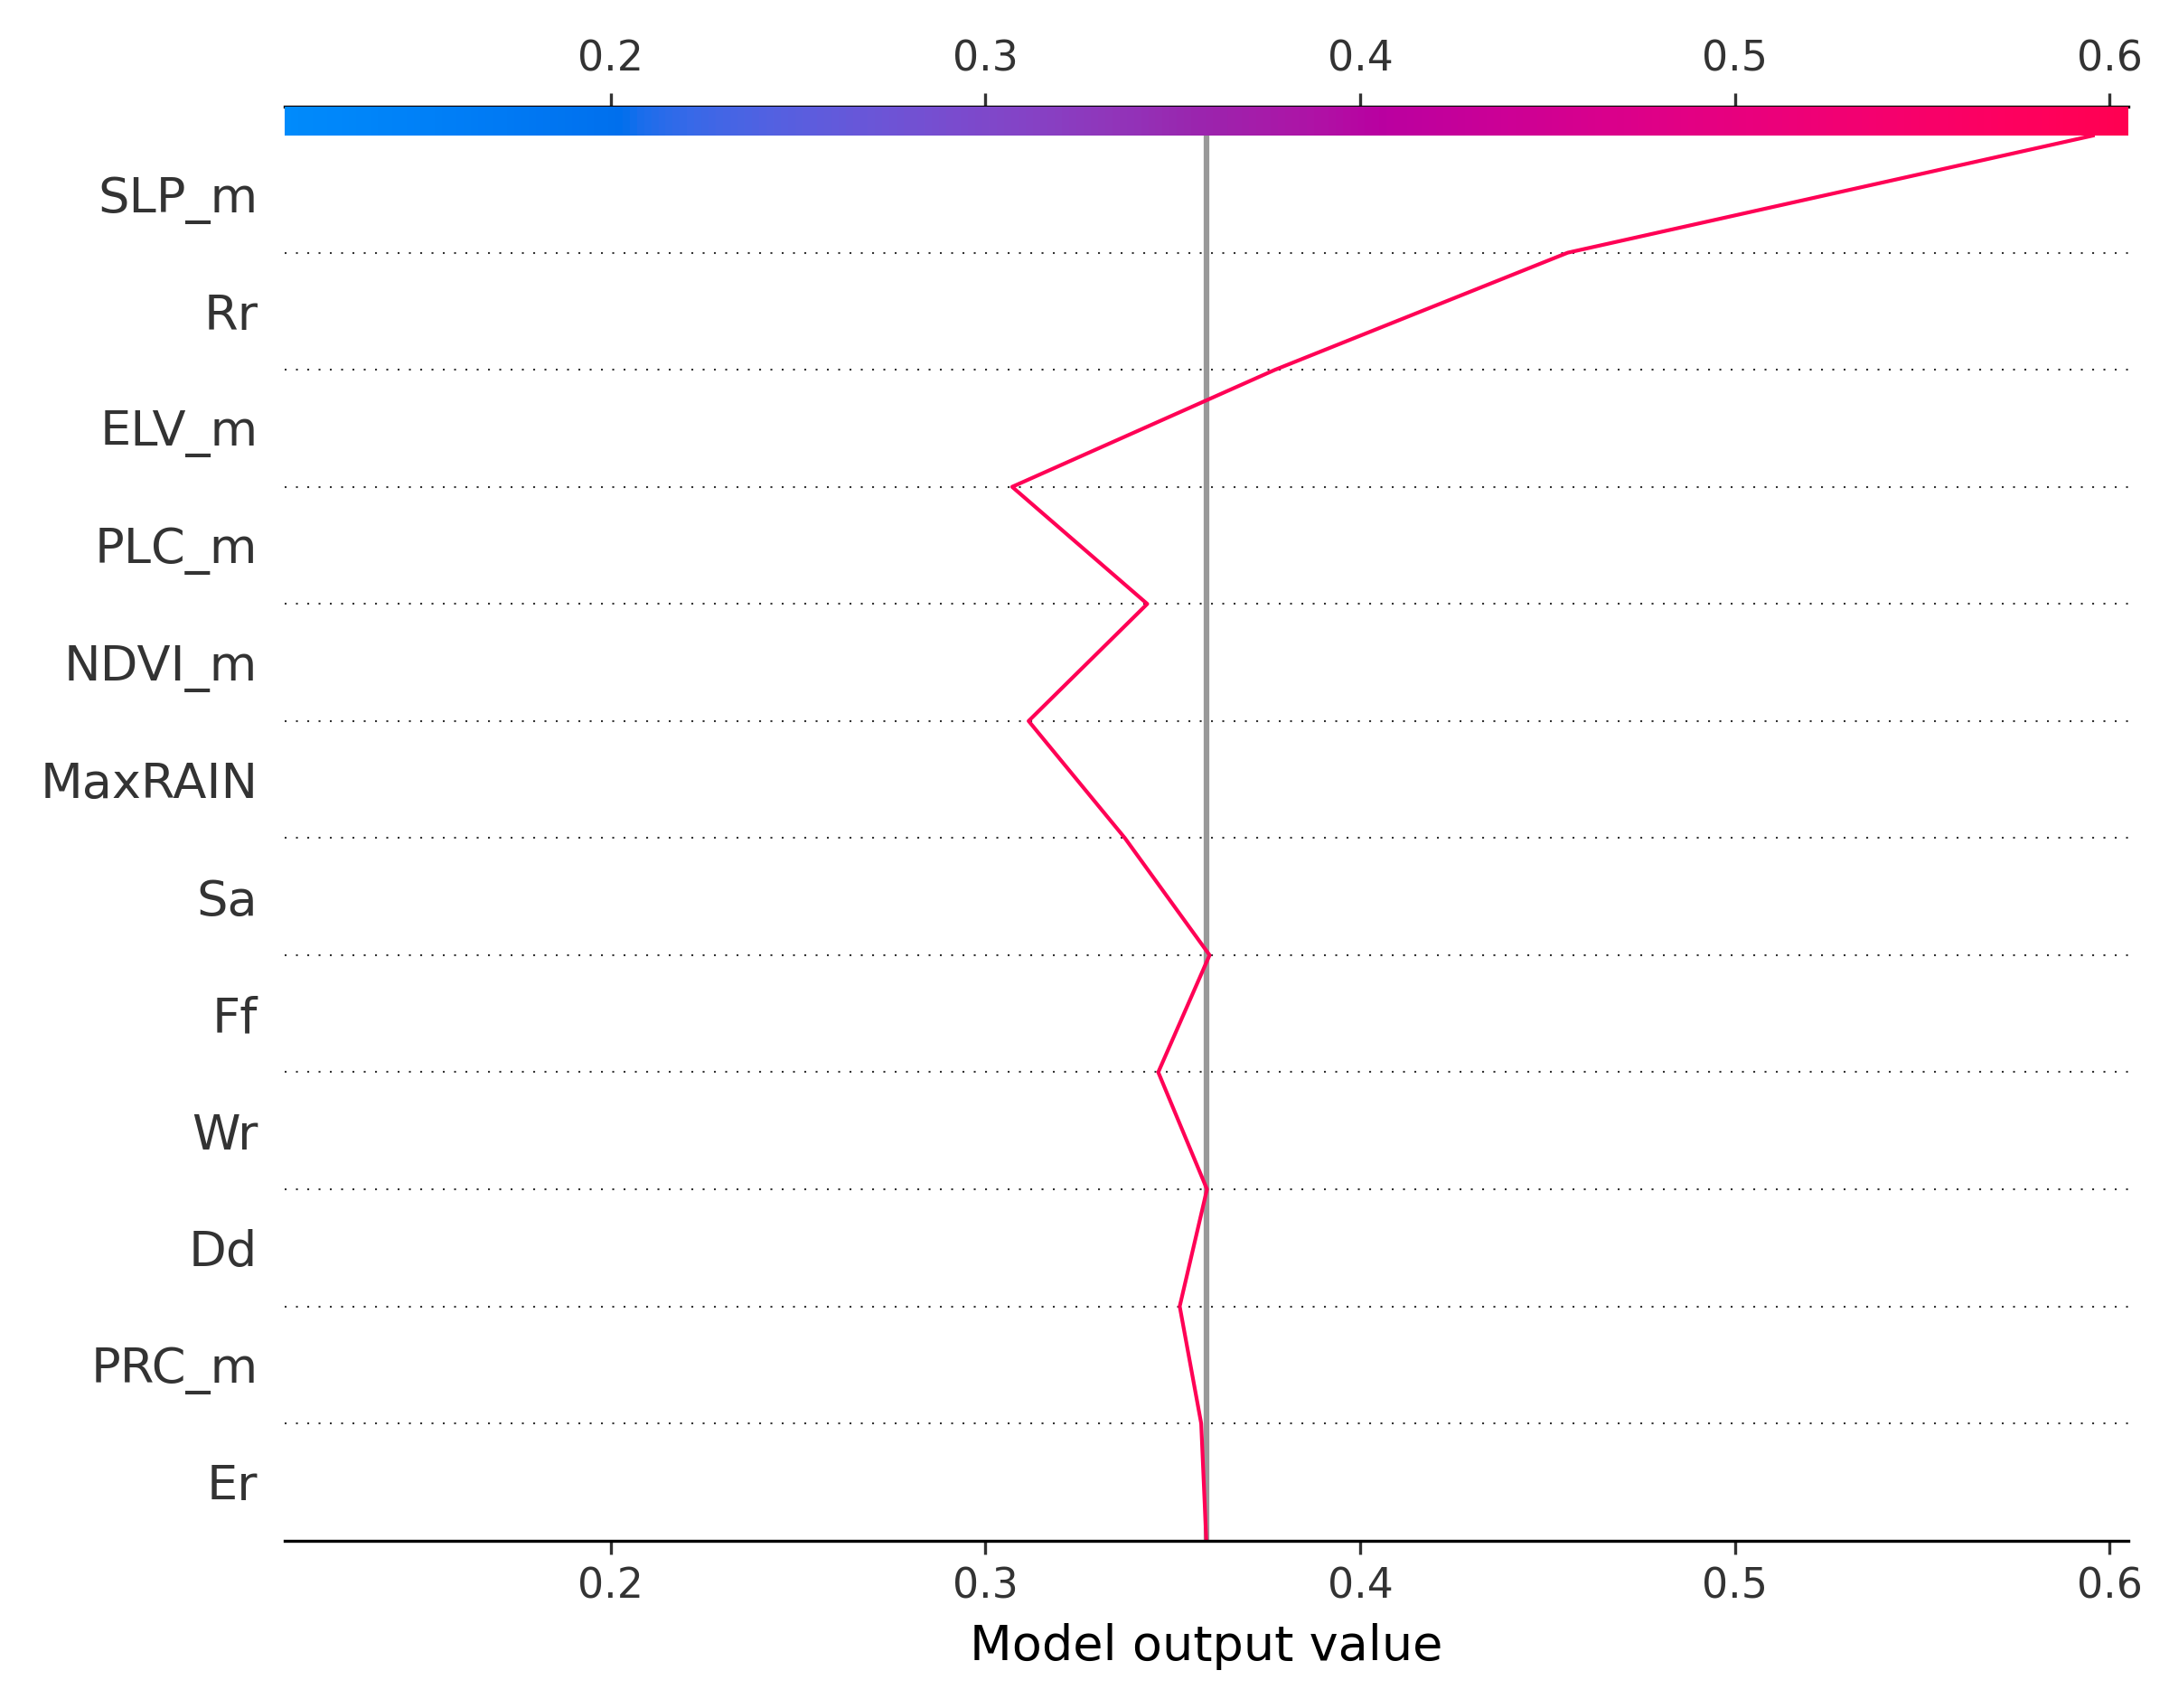 0.2 0.3 0.4 0.5 0.6
SLP_m
Rr
ELV_m
PLC_m
NDVI_m
MaxRAIN
Sa
Ff
Wr
Dd
PRC_m
Er
0.2 0.3 0.4 0.5 0.6
Model output value